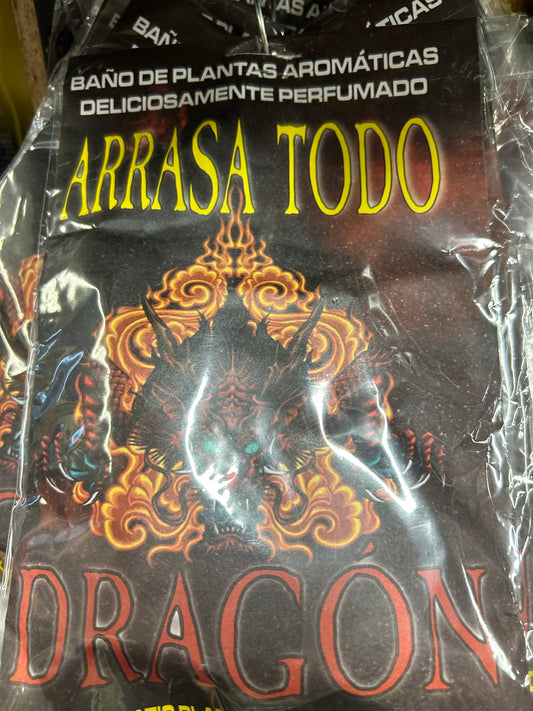 BAÑO DE PLANTAS AROMÁTICAS
DELICIOSAMENTE PERFUMADO
ARRASA TODO
DRAGÓN